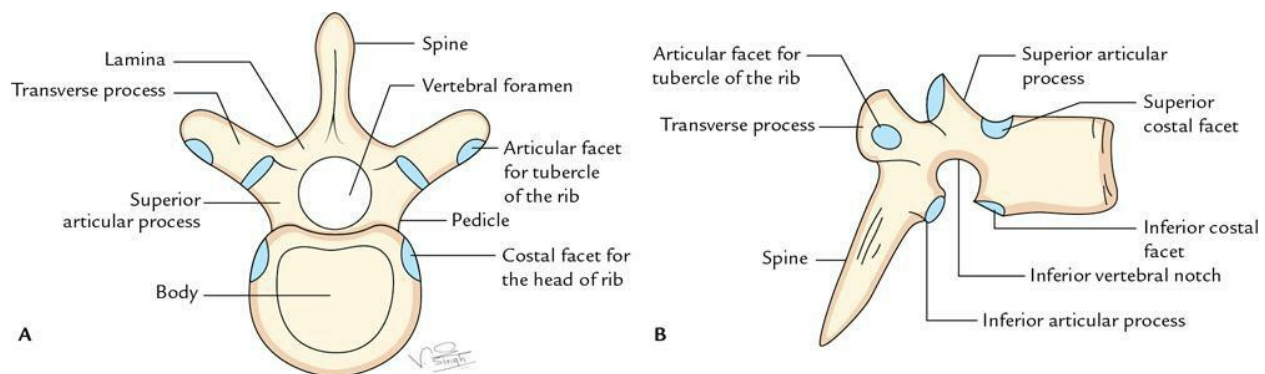 Spine
Lamina
Transverse process
Vertebral foramen
Articular facet
for tubercle
of the rib
Superior
articular process
Pedicle
Costal facet for
the head of rib
Body
A
V. Singh
Articular facet for
tubercle of the rib
Superior articular
process
Superior
costal facet
Transverse process
Inferior costal
facet
Spine
Inferior vertebral notch
Inferior articular process
B